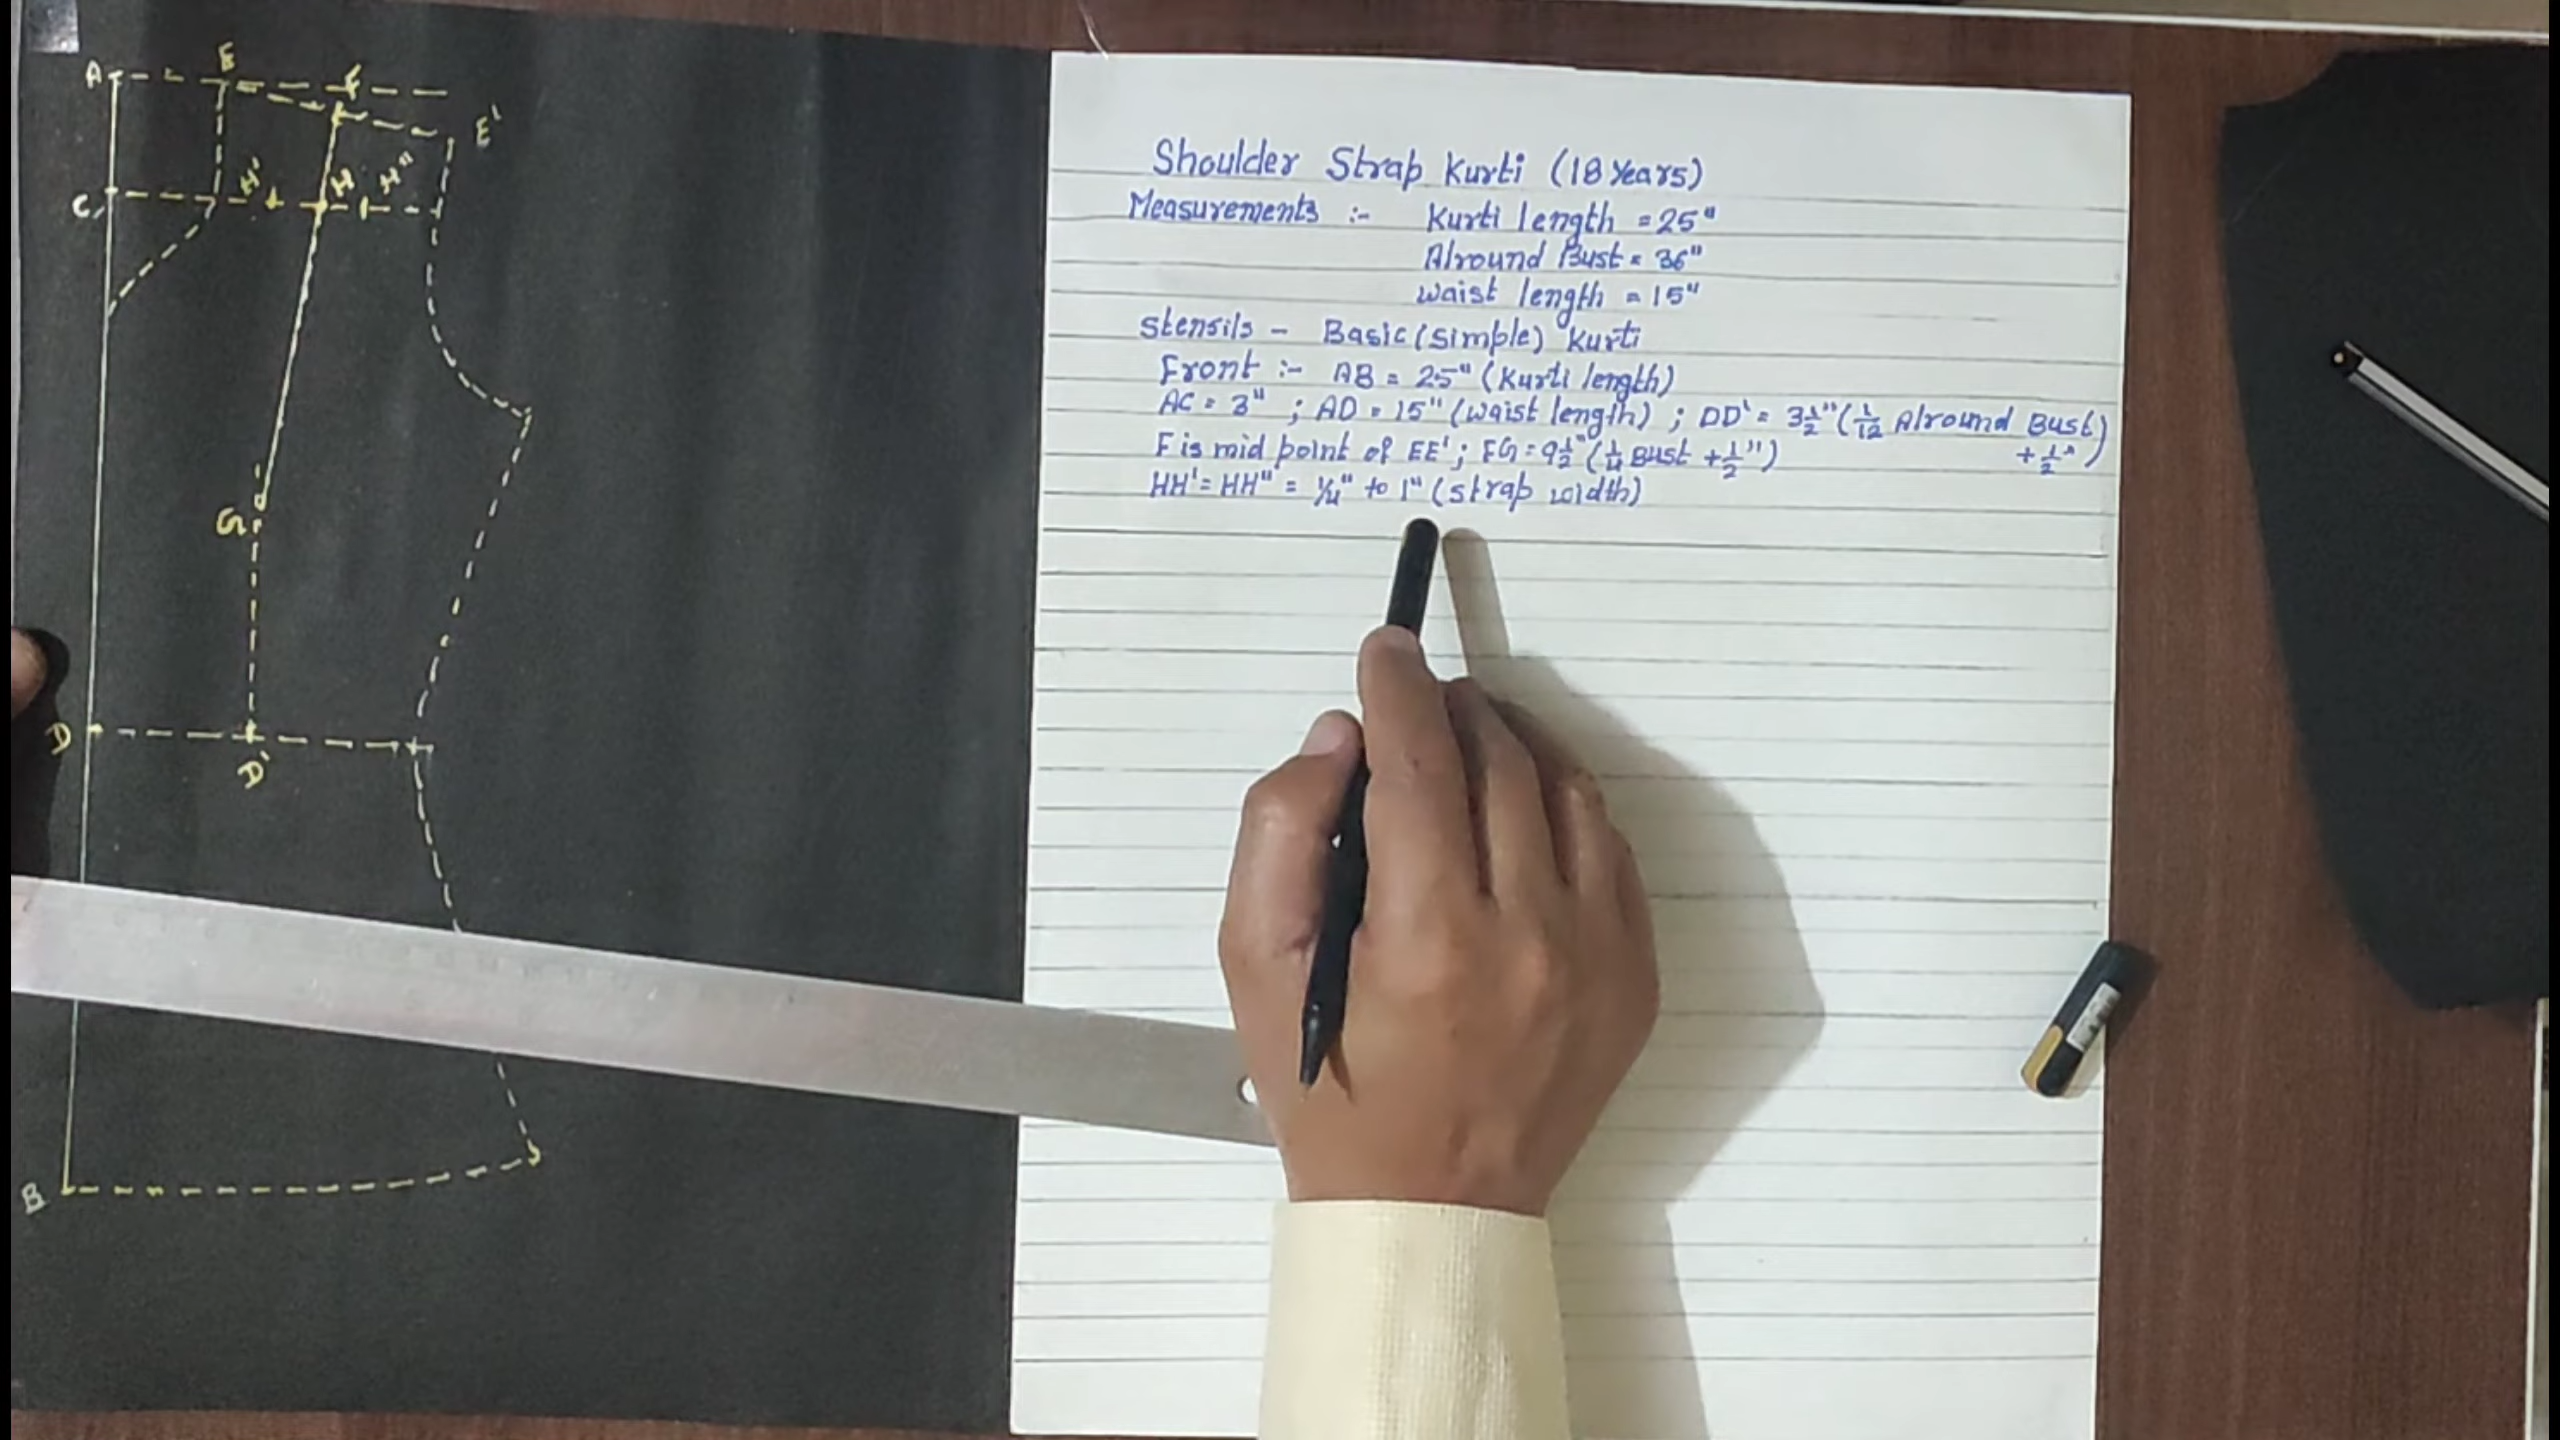 A E F
E'
C H' H H"
G
D
D'
B
Shoulder Strap Kurti (18 Years)
Measurements :- Kurti length = 25"
Alround Bust = 36"
Waist length = 15"
Stensils - Basic (Simple) Kurti
Front :- AB = 25" (Kurti length)
AC = 3" ; AD = 15" (Waist length) ; DD' = 3½" (1/12 Alround Bust + ½")
F is mid point of EE' ; FG = 9½" (¼ Bust + ½")
HH' = HH" = ¼" to 1" (strap width)